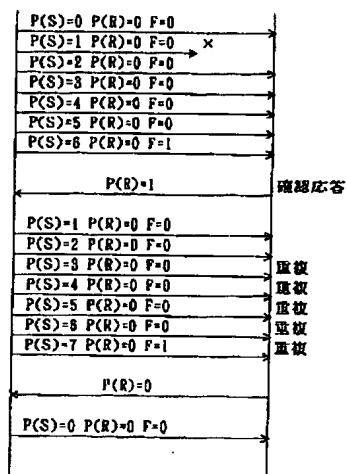 P(S)=0 P(R)=0 F=0
P(S)=1 P(R)=0 F=0 ×
P(S)=2 P(R)=0 F=0
P(S)=3 P(R)=0 F=0
P(S)=4 P(R)=0 F=0
P(S)=5 P(R)=0 F=0
P(S)=6 P(R)=0 F=1
P(R)=1 確認応答
P(S)=1 P(R)=0 F=0
P(S)=2 P(R)=0 F=0
P(S)=3 P(R)=0 F=0 重複
P(S)=4 P(R)=0 F=0 重複
P(S)=5 P(R)=0 F=0 重複
P(S)=6 P(R)=0 F=0 重複
P(S)=7 P(R)=0 F=1 重複
P(R)=0
P(S)=0 P(R)=0 F=0